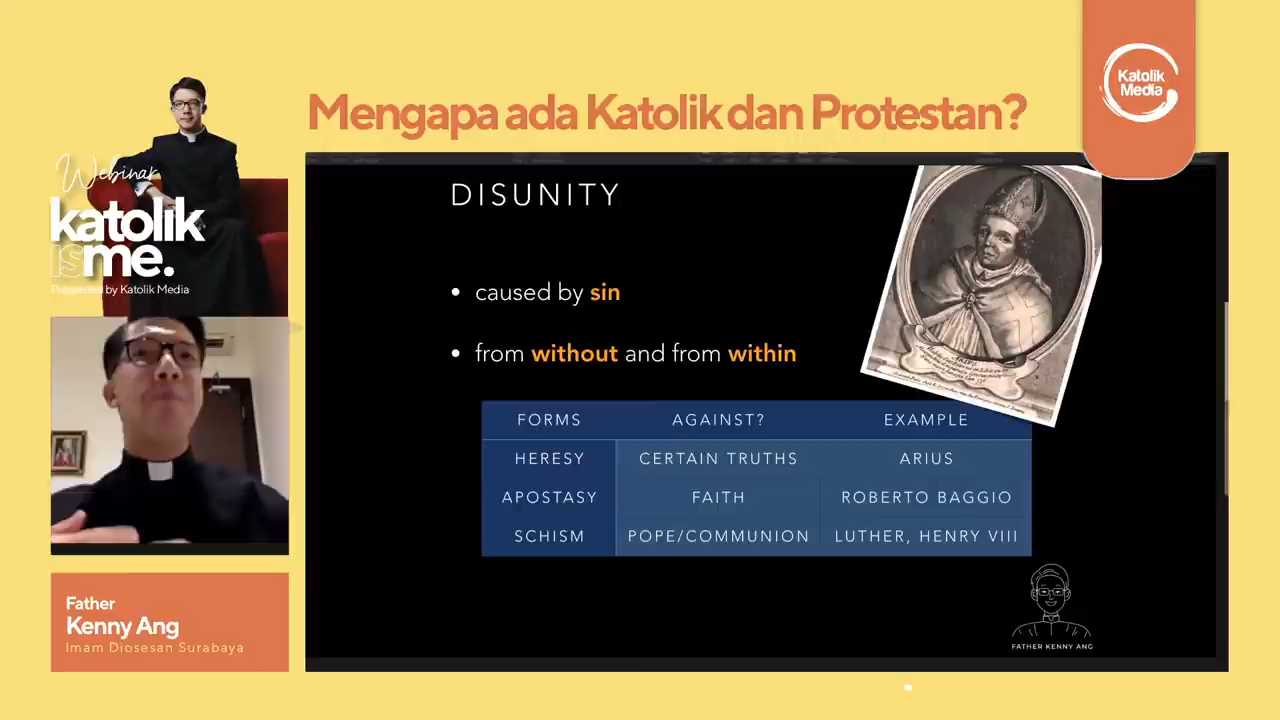 Mengapa ada Katolik dan Protestan?
Katolik
Media
Webinar
katolik
isme.
Presented by Katolik Media
DISUNITY
• caused by sin
• from without and from within
FORMS AGAINST? EXAMPLE
HERESY CERTAIN TRUTHS ARIUS
APOSTASY FAITH ROBERTO BAGGIO
SCHISM POPE/COMMUNION LUTHER, HENRY VIII
FATHER KENNY ANG
Father
Kenny Ang
Imam Diosesan Surabaya